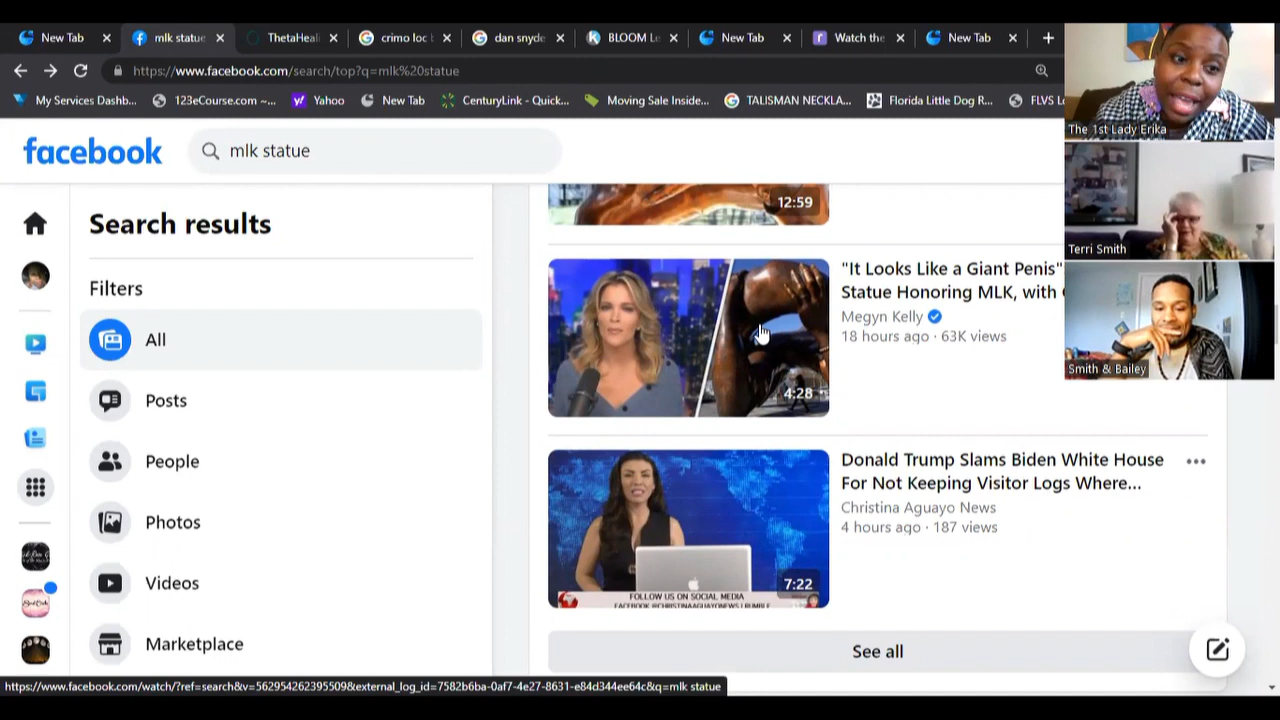 New Tab
mlk statue
ThetaHeali
crimo loc b
dan snyde
BLOOM Le
New Tab
Watch the
New Tab
https://www.facebook.com/search/top?q=mlk%20statue
My Services Dashb...
123eCourse.com ~...
Yahoo
New Tab
CenturyLink - Quick...
Moving Sale Inside...
TALISMAN NECKLA...
Florida Little Dog R...
FLVS Lo
The 1st Lady Erika
Terri Smith
Smith & Bailey
facebook
mlk statue
Search results
Filters
All
Posts
People
Photos
Videos
Marketplace
12:59
"It Looks Like a Giant Penis"
Statue Honoring MLK, with
Megyn Kelly
18 hours ago · 63K views
4:28
Donald Trump Slams Biden White House
For Not Keeping Visitor Logs Where...
Christina Aguayo News
4 hours ago · 187 views
7:22
FOLLOW US ON SOCIAL MEDIA
FACEBOOK @CHRISTINAAGUAYONEWS | RUMBLE
See all
https://www.facebook.com/watch/?ref=search&v=562954262395509&external_log_id=7582b6ba-0af7-4e27-8631-e84d344ee64c&q=mlk statue